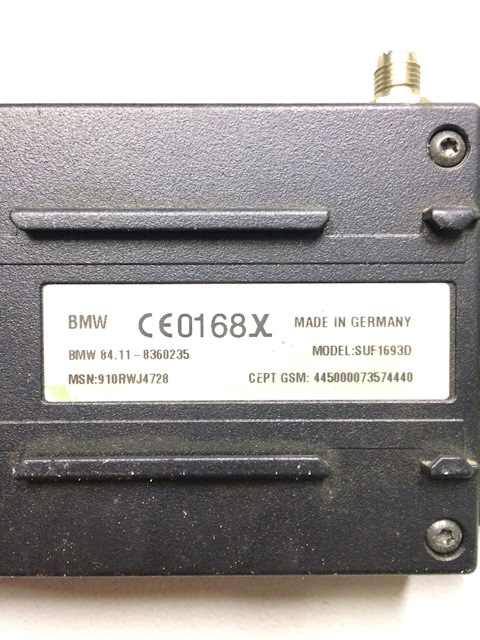 BMW CE0168X MADE IN GERMANY
BMW 84.11-8360235 MODEL:SUF1693D
MSN:910RWJ4728 CEPT GSM: 445000073574440